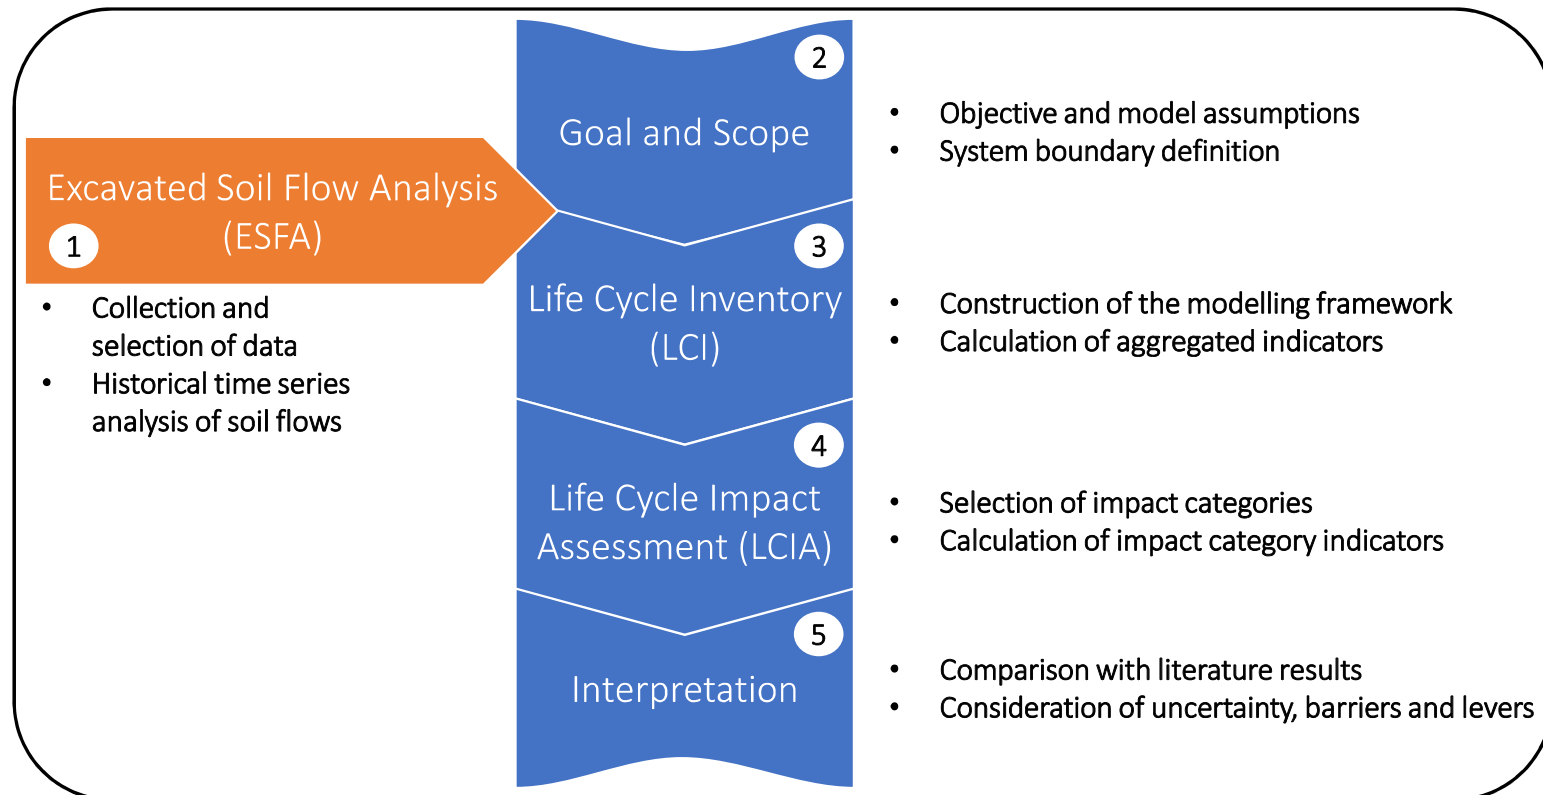 Excavated Soil Flow Analysis
(ESFA)
1
• Collection and
selection of data
• Historical time series
analysis of soil flows
2
Goal and Scope
• Objective and model assumptions
• System boundary definition
3
Life Cycle Inventory
(LCI)
• Construction of the modelling framework
• Calculation of aggregated indicators
4
Life Cycle Impact
Assessment (LCIA)
• Selection of impact categories
• Calculation of impact category indicators
5
Interpretation
• Comparison with literature results
• Consideration of uncertainty, barriers and levers